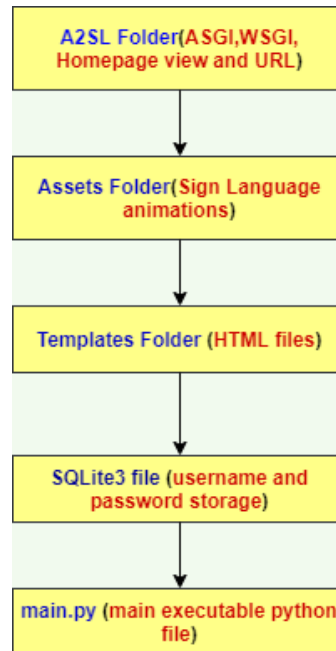 A2SL Folder(ASGI,WSGI,
Homepage view and URL)
Assets Folder(Sign Language
animations)
Templates Folder (HTML files)
SQLite3 file (username and
password storage)
main.py (main executable python
file)